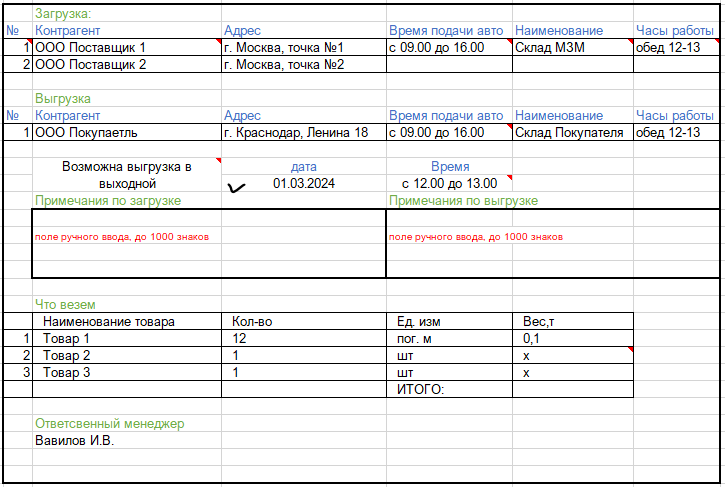 Загрузка:
№ Контрагент Адрес Время подачи авто Наименование Часы работы
1 ООО Поставщик 1 г. Москва, точка №1 с 09.00 до 16.00 Склад МЗМ обед 12-13
2 ООО Поставщик 2 г. Москва, точка №2
Выгрузка
№ Контрагент Адрес Время подачи авто Наименование Часы работы
1 ООО Покупаетль г. Краснодар, Ленина 18 с 09.00 до 16.00 Склад Покупателя обед 12-13
Возможна выгрузка в дата Время
выходной 01.03.2024 с 12.00 до 13.00
Примечания по загрузке Примечания по выгрузке
поле ручного ввода, до 1000 знаков поле ручного ввода, до 1000 знаков
Что везем
Наименование товара Кол-во Ед. изм Вес,т
1 Товар 1 12 пог. м 0,1
2 Товар 2 1 шт х
3 Товар 3 1 шт х
ИТОГО:
Ответсвенный менеджер
Вавилов И.В.